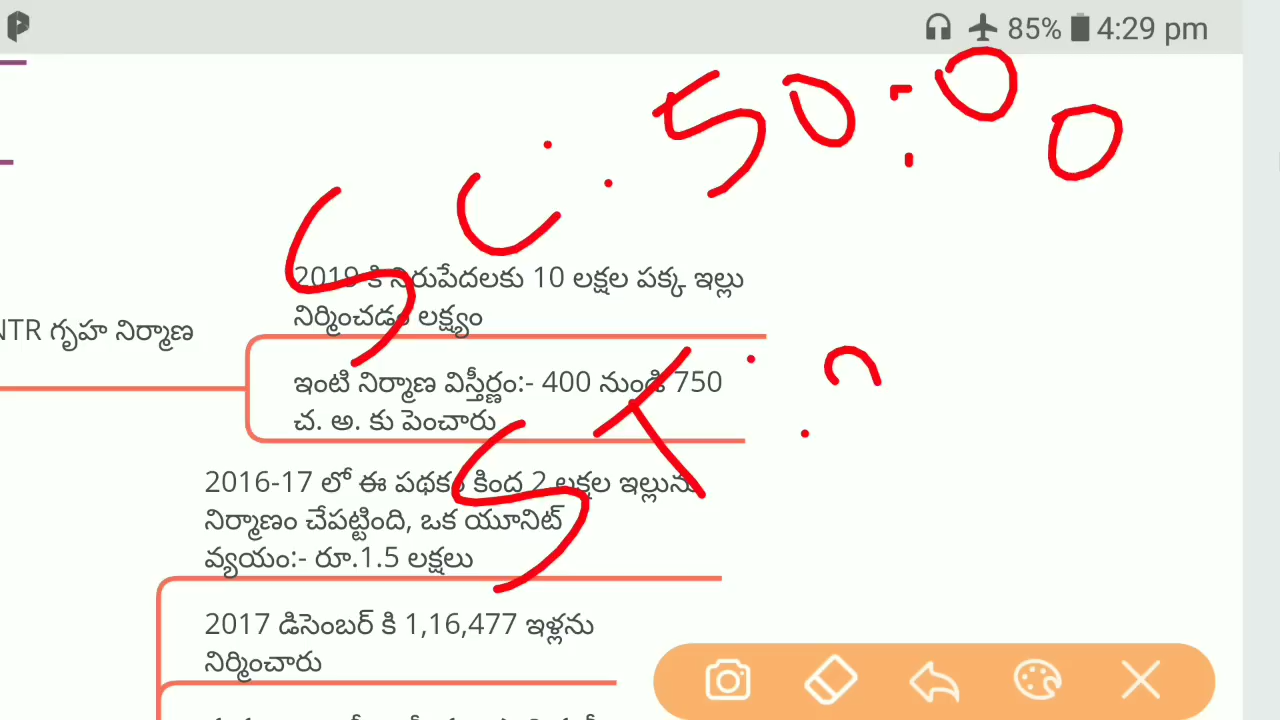 85% 4:29 pm
SC: 50:00
2019 కి నిరుపేదలకు 10 లక్షల పక్క ఇల్లు
నిర్మించడం లక్ష్యం
NTR గృహ నిర్మాణ
ఇంటి నిర్మాణ విస్తీర్ణం:- 400 నుండి 750
చ. అ. కు పెంచారు
ST:
2016-17 లో ఈ పథకం కింద 2 లక్షల ఇల్లును
నిర్మాణం చేపట్టింది, ఒక యూనిట్
వ్యయం:- రూ.1.5 లక్షలు
2017 డిసెంబర్ కి 1,16,477 ఇళ్లను
నిర్మించారు